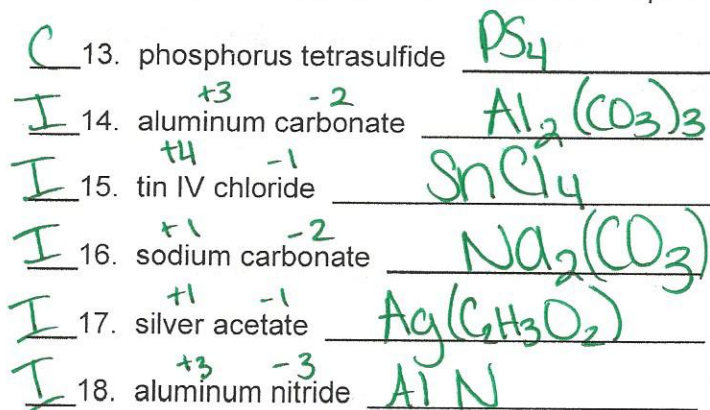 C 13. phosphorus tetrasulfide PS4
+3 -2
I 14. aluminum carbonate Al2(CO3)3
+4 -1
I 15. tin IV chloride SnCl4
+1 -2
I 16. sodium carbonate Na2(CO3)
+1 -1
I 17. silver acetate Ag(C2H3O2)
+3 -3
I 18. aluminum nitride AlN